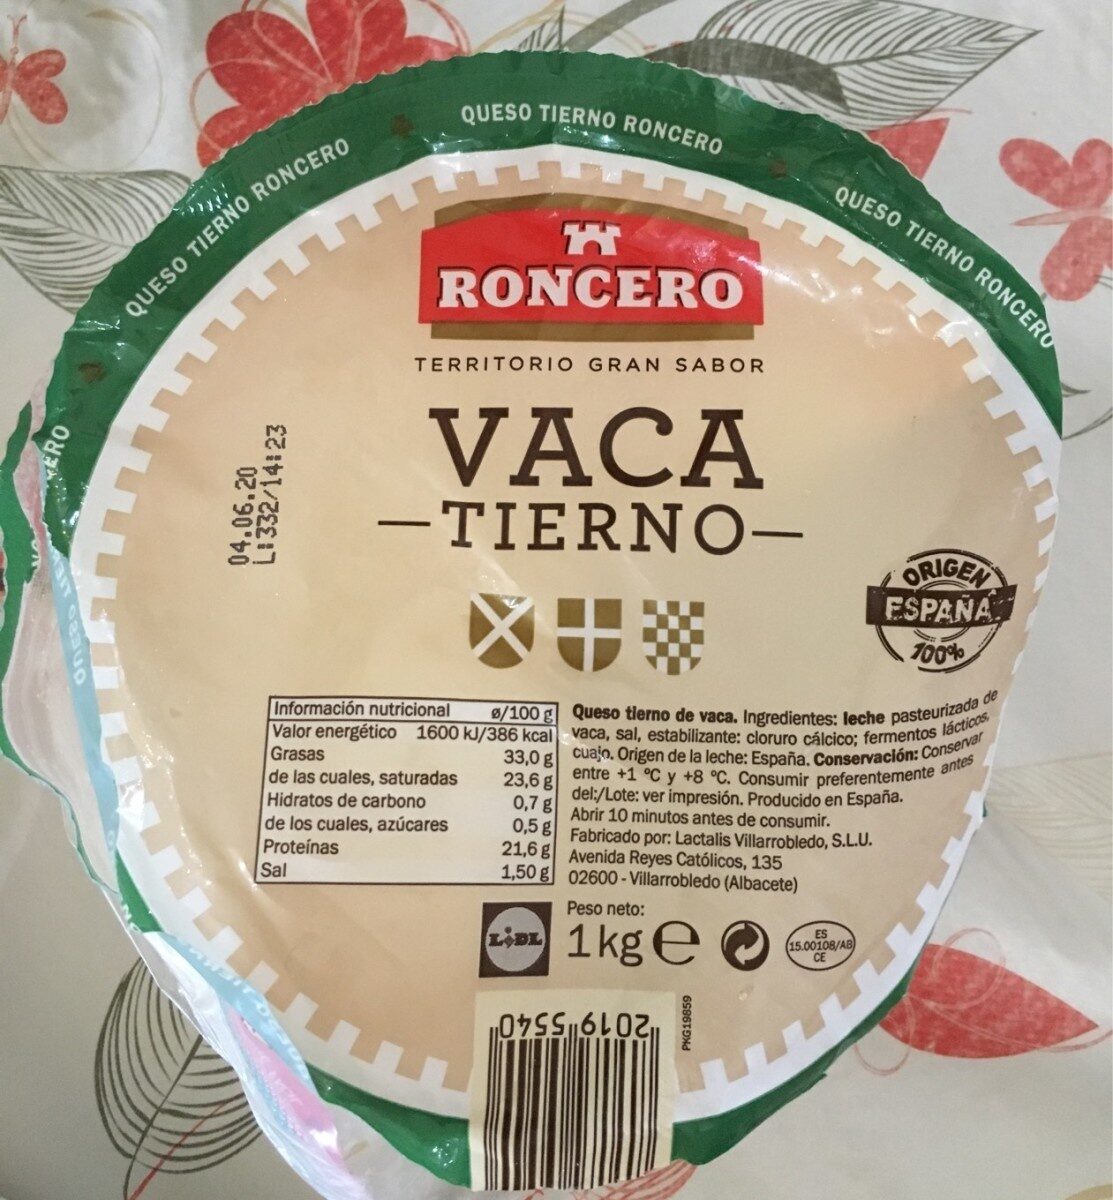 QUESO TIERNO RONCERO
QUESO TIERNO RONCERO
QUESO TIERNO RONCERO
RONCERO
TERRITORIO GRAN SABOR
VACA
—TIERNO—
04.06.20
L:332/14:23
ORIGEN
ESPAÑA
100%
Información nutricional ø/100 g
Valor energético 1600 kJ/386 kcal
Grasas 33,0 g
de las cuales, saturadas 23,6 g
Hidratos de carbono 0,7 g
de los cuales, azúcares 0,5 g
Proteínas 21,6 g
Sal 1,50 g
Queso tierno de vaca. Ingredientes: leche pasteurizada de
vaca, sal, estabilizante: cloruro cálcico; fermentos lácticos,
cuajo. Origen de la leche: España. Conservación: Conservar
entre +1 °C y +8 °C. Consumir preferentemente antes
del:/Lote: ver impresión. Producido en España.
Abrir 10 minutos antes de consumir.
Fabricado por: Lactalis Villarrobledo, S.L.U.
Avenida Reyes Católicos, 135
02600 - Villarrobledo (Albacete)
LIDL
Peso neto:
1kg e
ES
15.00108/AB
CE
2019 5540
PKG19859